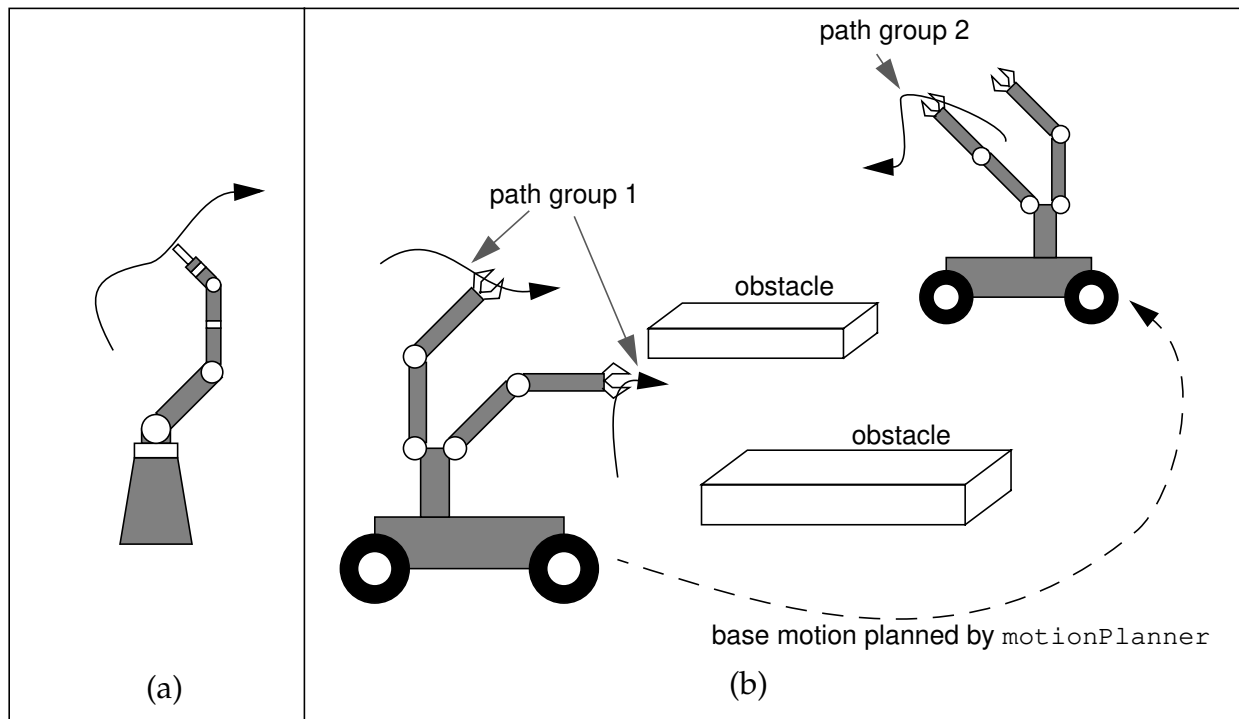 path group 2
path group 1
obstacle
obstacle
base motion planned by motionPlanner
(a)
(b)